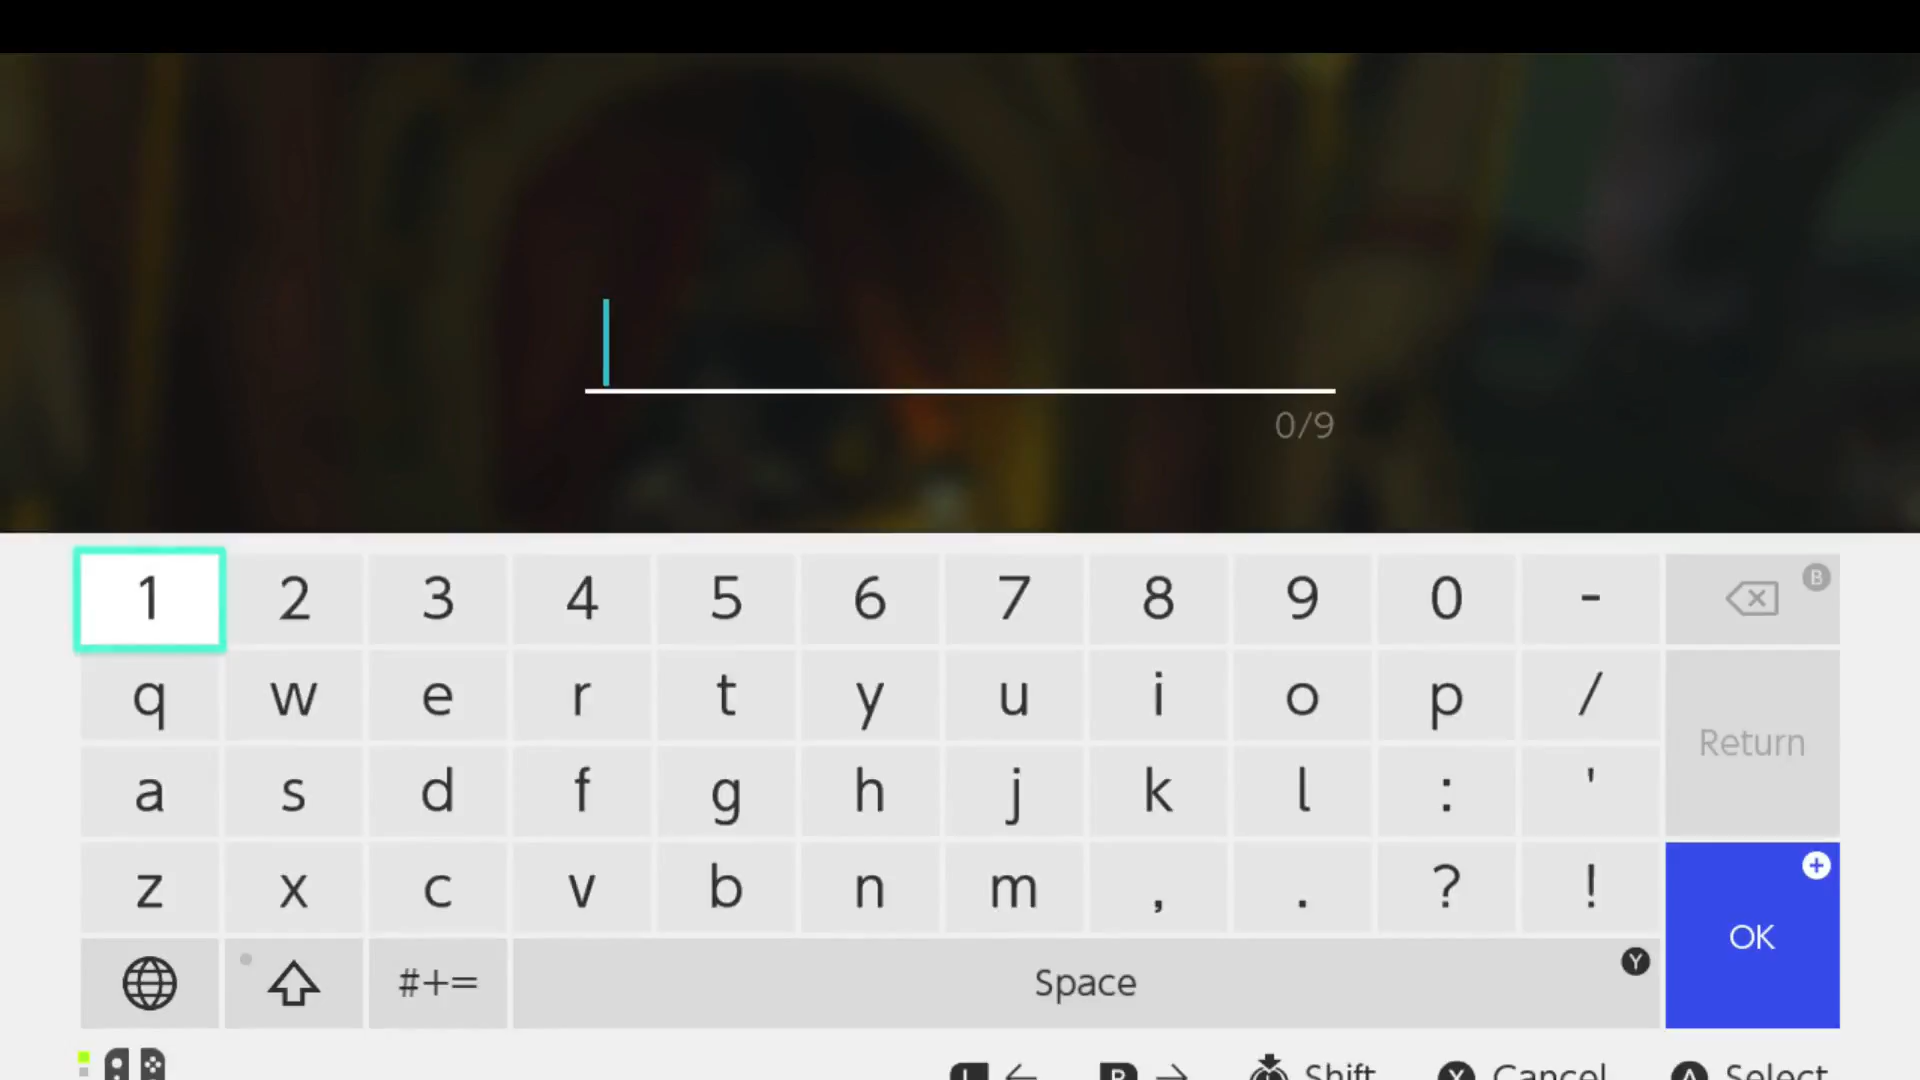 0/9
1 2 3 4 5 6 7 8 9 0 - B
q w e r t y u i o p / Return
a s d f g h j k l : '
z x c v b n m , . ? ! + OK
#+= Space Y
L ← R → Shift X Cancel A Select